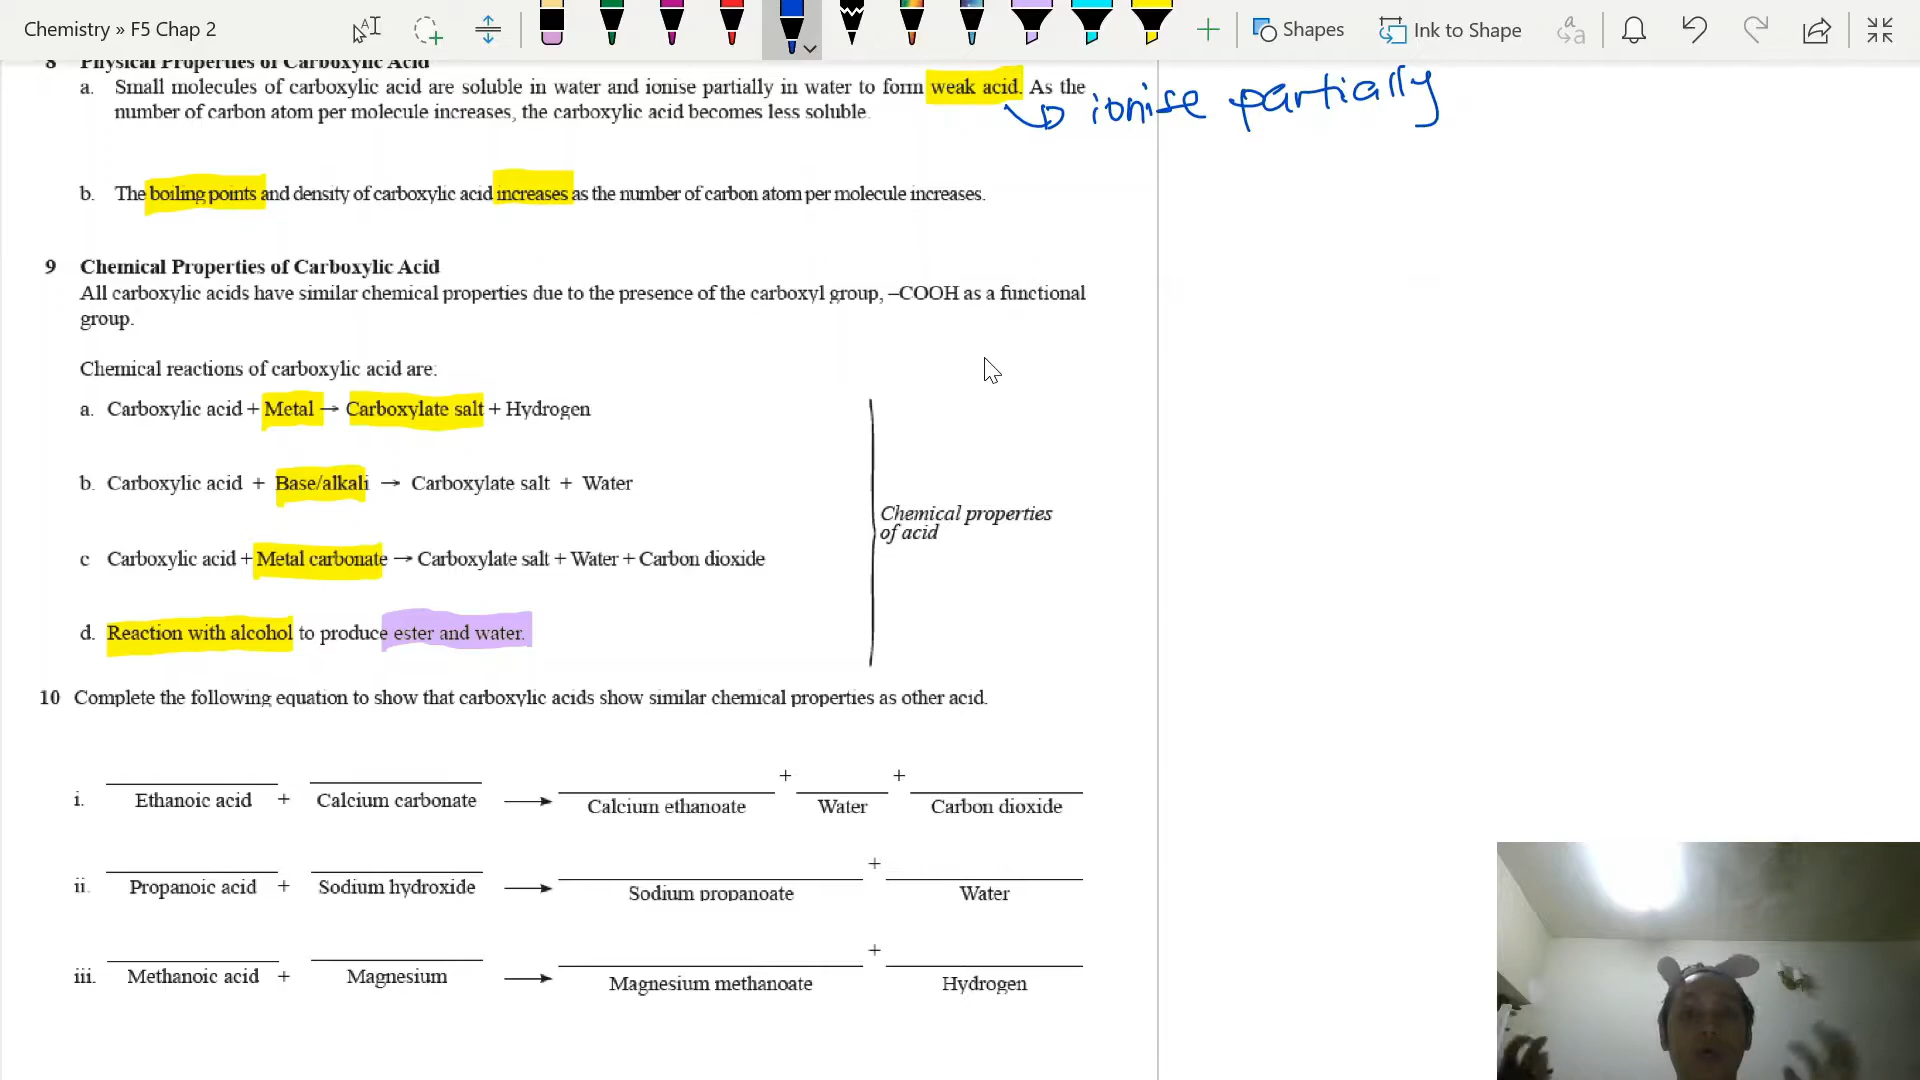 Chemistry » F5 Chap 2
Shapes
Ink to Shape
8 Physical Properties of Carboxylic Acid
a. Small molecules of carboxylic acid are soluble in water and ionise partially in water to form weak acid. As the
number of carbon atom per molecule increases, the carboxylic acid becomes less soluble.
ionise partially
b. The boiling points and density of carboxylic acid increases as the number of carbon atom per molecule increases.
9 Chemical Properties of Carboxylic Acid
All carboxylic acids have similar chemical properties due to the presence of the carboxyl group, –COOH as a functional
group.
Chemical reactions of carboxylic acid are:
a. Carboxylic acid + Metal → Carboxylate salt + Hydrogen
b. Carboxylic acid + Base/alkali → Carboxylate salt + Water
c Carboxylic acid + Metal carbonate → Carboxylate salt + Water + Carbon dioxide
d. Reaction with alcohol to produce ester and water.
Chemical properties
of acid
10 Complete the following equation to show that carboxylic acids show similar chemical properties as other acid.
i. Ethanoic acid + Calcium carbonate → Calcium ethanoate + Water + Carbon dioxide
ii. Propanoic acid + Sodium hydroxide → Sodium propanoate + Water
iii. Methanoic acid + Magnesium → Magnesium methanoate + Hydrogen